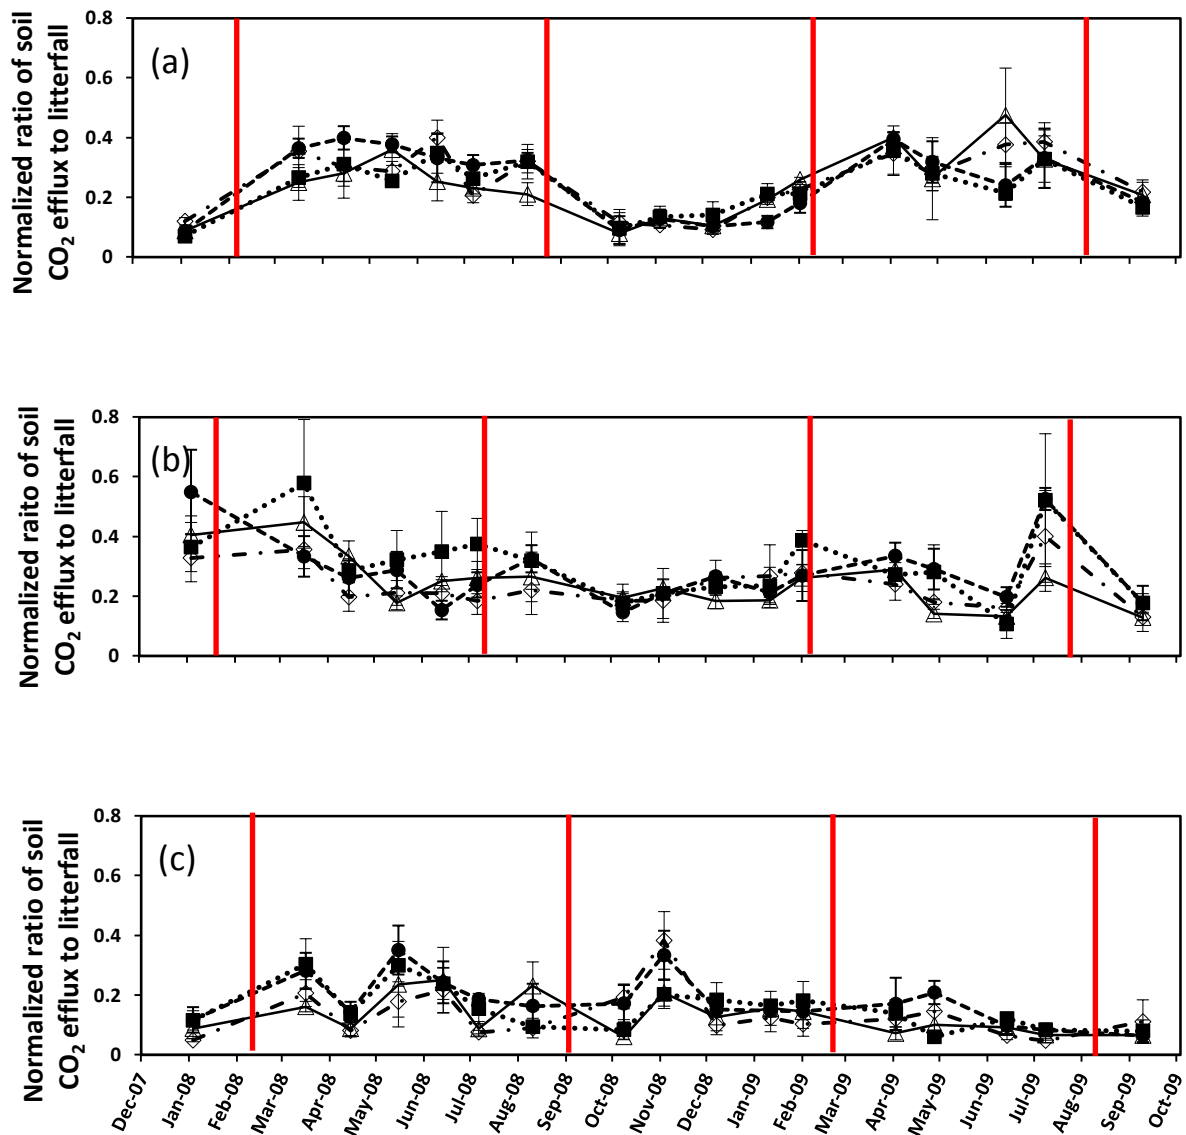 Normalized ratio of soil
CO₂ efflux to litterfall
0.8
0.6
0.4
0.2
0
(a)
Normalized raito of soil
CO₂ efflux to litterfall
0.8
0.6
0.4
0.2
0
(b)
Normalized ratio of soil
CO₂ efflux to litterfall
0.8
0.6
0.4
0.2
0
(c)
Dec-07
Jan-08
Feb-08
Mar-08
Apr-08
May-08
Jun-08
Jul-08
Aug-08
Sep-08
Oct-08
Nov-08
Dec-08
Jan-09
Feb-09
Mar-09
Apr-09
May-09
Jun-09
Jul-09
Aug-09
Sep-09
Oct-09